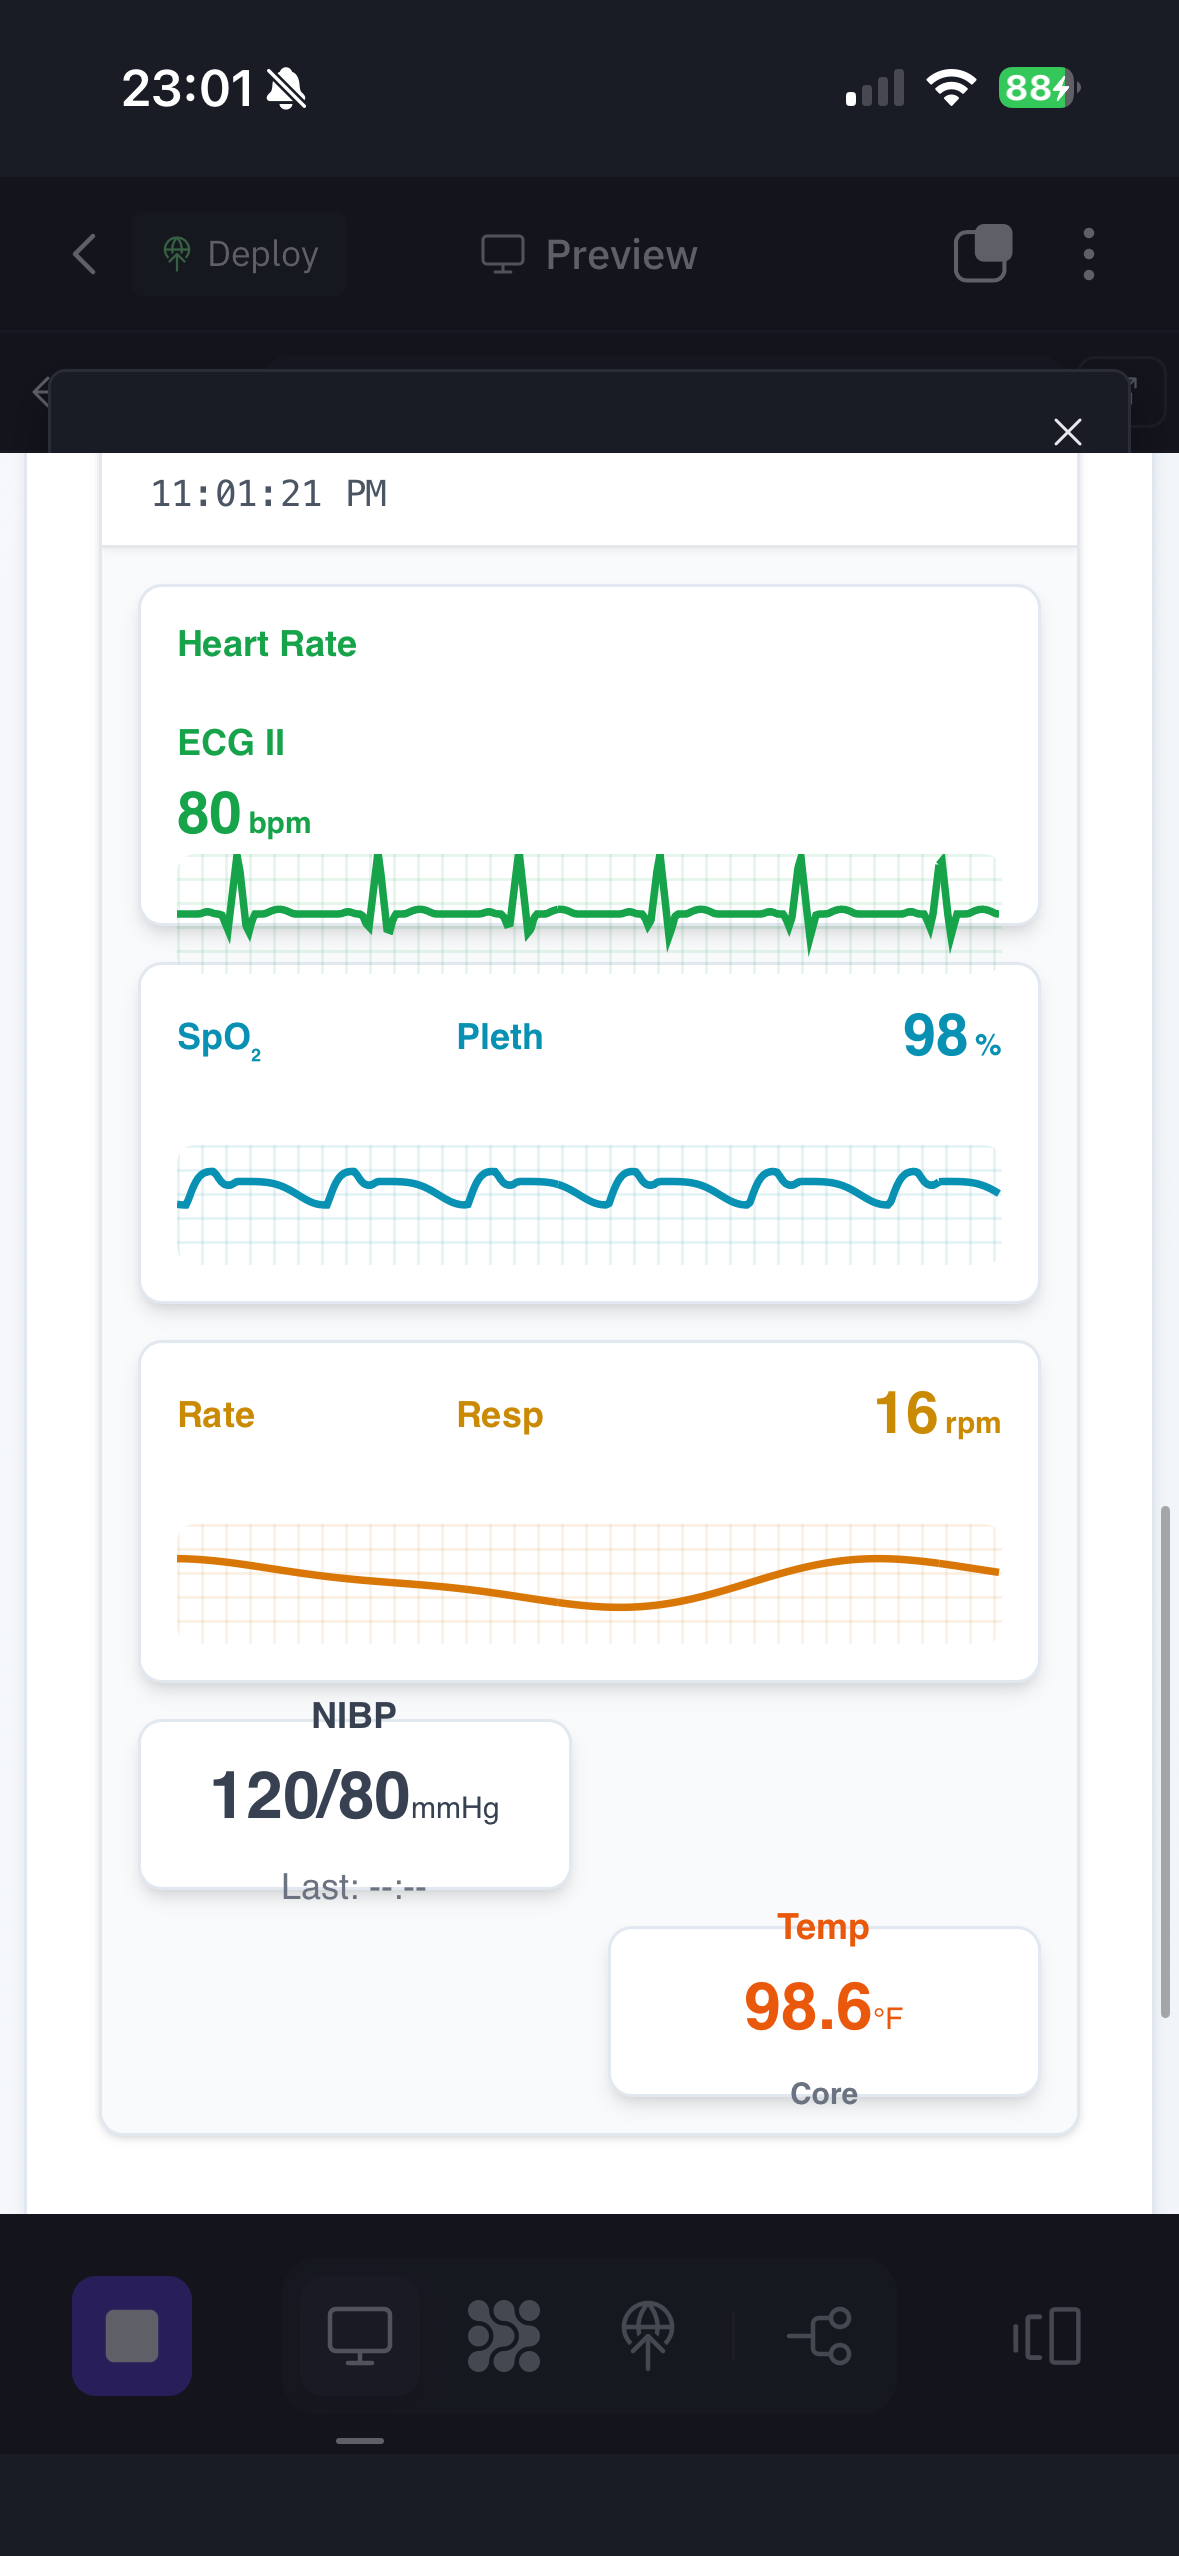 23:01
88
Deploy
Preview
11:01:21 PM
Heart Rate
ECG II
80 bpm
SpO₂ Pleth 98 %
Rate Resp 16 rpm
NIBP
120/80mmHg
Last: --:--
Temp
98.6°F
Core